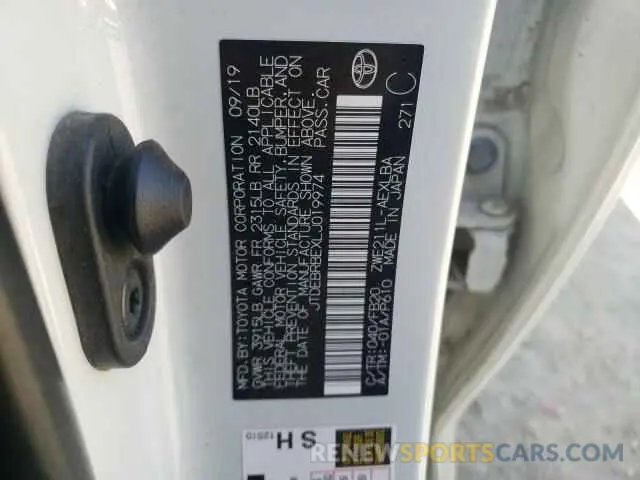 MFD.BY:TOYOTA MOTOR CORPORATION 09/19
GVWR 3915LB GAWR FR 2315LB RR 2140LB
THIS VEHICLE CONFORMS TO ALL APPLICABLE
FEDERAL MOTOR VEHICLE SAFETY, BUMPER, AND
THEFT PREVENTION STANDARDS IN EFFECT ON
THE DATE OF MANUFACTURE SHOWN ABOVE.
JTDEBRBEXLJ019974 PASS.CAR
C/TR:040/FB20 ZWE211L-AEXLBA
A/TM:-01A/P610 MADE IN JAPAN 271
C
TOYOTA
SH
RENEWSPORTSCARS.COM